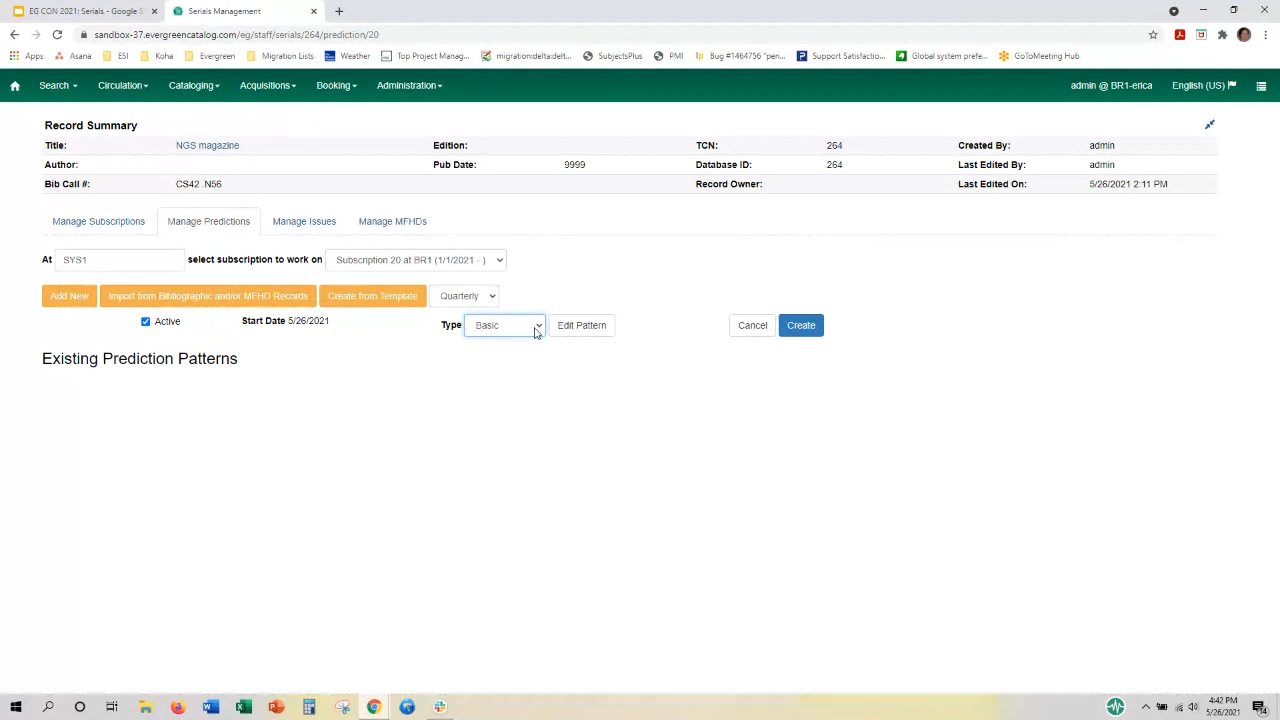 EG CON 2021: Serials - Google S
Serials Management
sandbox-37.evergreencatalog.com/eg/staff/serials/264/prediction/20
Apps Asana ESI Koha Evergreen Migration Lists Weather Top Project Manag... migration:delta:delt... SubjectsPlus PMI Bug #1464756 "pen... Support Satisfactio... Global system prefe... GoToMeeting Hub
Search Circulation Cataloging Acquisitions Booking Administration admin @ BR1-erica English (US)
Record Summary
Title: NGS magazine Edition: TCN: 264 Created By: admin
Author: Pub Date: 9999 Database ID: 264 Last Edited By: admin
Bib Call #: CS42 .N56 Record Owner: Last Edited On: 5/26/2021 2:11 PM
Manage Subscriptions Manage Predictions Manage Issues Manage MFHDs
At SYS1 select subscription to work on Subscription 20 at BR1 (1/1/2021 - )
Add New Import from Bibliographic and/or MFHD Records Create from Template Quarterly
Active Start Date 5/26/2021 Type Basic Edit Pattern Cancel Create
Existing Prediction Patterns
4:42 PM
5/26/2021